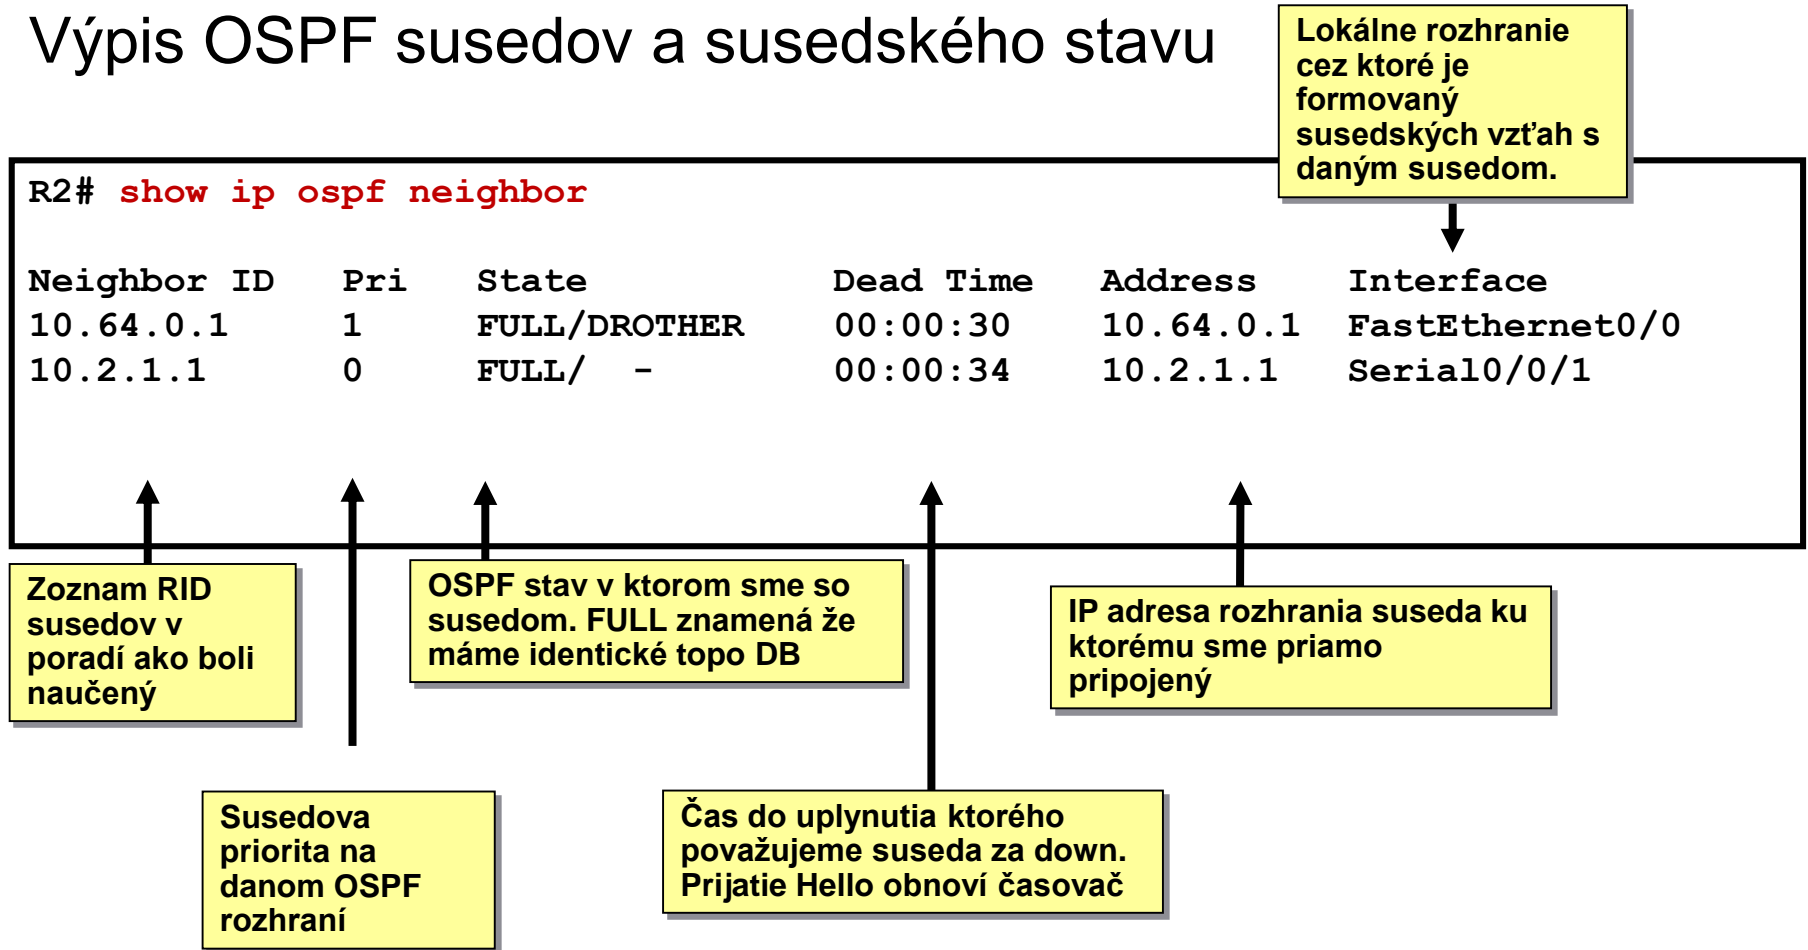 Výpis OSPF susedov a susedského stavu
Lokálne rozhranie
cez ktoré je
formovaný
susedských vzťah s
daným susedom.
R2# show ip ospf neighbor
Neighbor ID Pri State Dead Time Address Interface
10.64.0.1 1 FULL/DROTHER 00:00:30 10.64.0.1 FastEthernet0/0
10.2.1.1 0 FULL/ - 00:00:34 10.2.1.1 Serial0/0/1
Zoznam RID
susedov v
poradí ako boli
naučený
OSPF stav v ktorom sme so
susedom. FULL znamená že
máme identické topo DB
IP adresa rozhrania suseda ku
ktorému sme priamo
pripojený
Susedova
priorita na
danom OSPF
rozhraní
Čas do uplynutia ktorého
považujeme suseda za down.
Prijatie Hello obnoví časovač